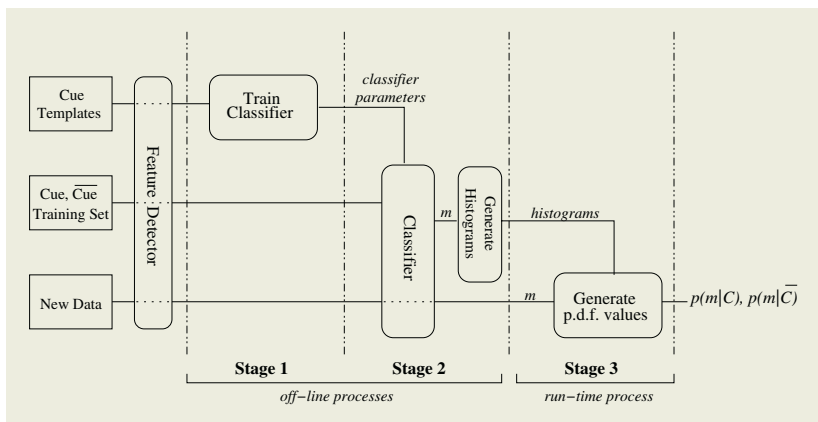 Cue
Templates
Cue, C̅u̅e̅
Training Set
New Data
Feature Detector
Train
Classifier
classifier
parameters
Classifier
m
Generate
Histograms
histograms
m
Generate
p.d.f. values
p(m|C), p(m|C̅)
Stage 1
Stage 2
Stage 3
off−line processes
run−time process